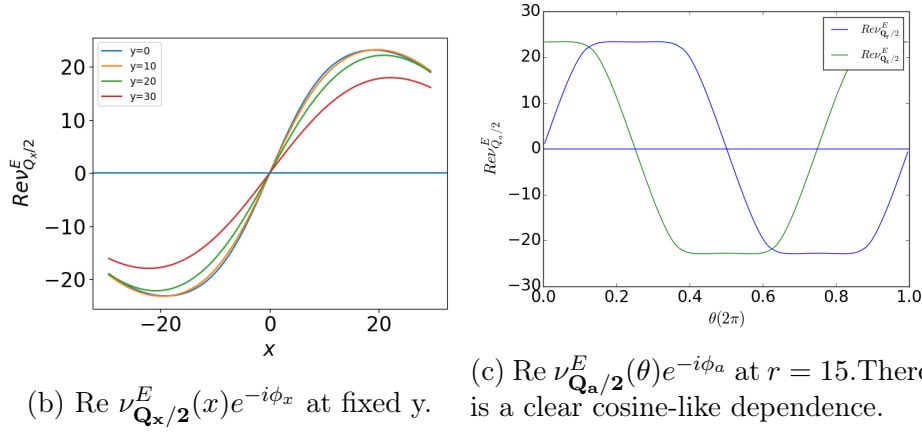 y=0
y=10
y=20
y=30
20
10
0
−10
−20
Reν^E_{Q_x/2}
−20
0
20
x
(b) Re ν^E_{Q_x/2}(x)e^{−iϕ_x} at fixed y.
30
20
10
0
−10
−20
−30
Reν^E_{Q_a/2}
Reν^E_{Q_x/2}
Reν^E_{Q_a/2}
0.0
0.2
0.4
0.6
0.8
1.0
θ(2π)
(c) Re ν^E_{Q_a/2}(θ)e^{−iϕ_a} at r = 15.There
is a clear cosine-like dependence.